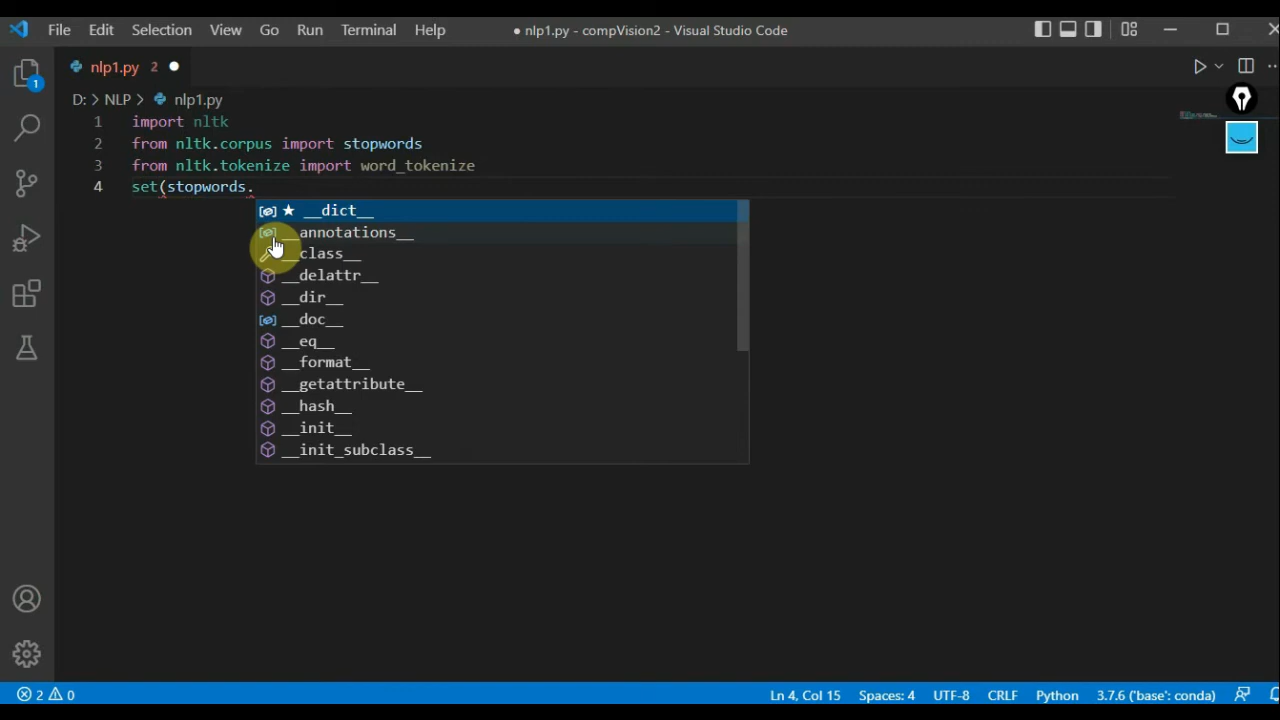 File Edit Selection View Go Run Terminal Help ● nlp1.py - compVision2 - Visual Studio Code
nlp1.py 2
D: > NLP > nlp1.py
1 import nltk
2 from nltk.corpus import stopwords
3 from nltk.tokenize import word_tokenize
4 set(stopwords.
★ __dict__
__annotations__
__class__
__delattr__
__dir__
__doc__
__eq__
__format__
__getattribute__
__hash__
__init__
__init_subclass__
1
2 0 Ln 4, Col 15 Spaces: 4 UTF-8 CRLF Python 3.7.6 ('base': conda)